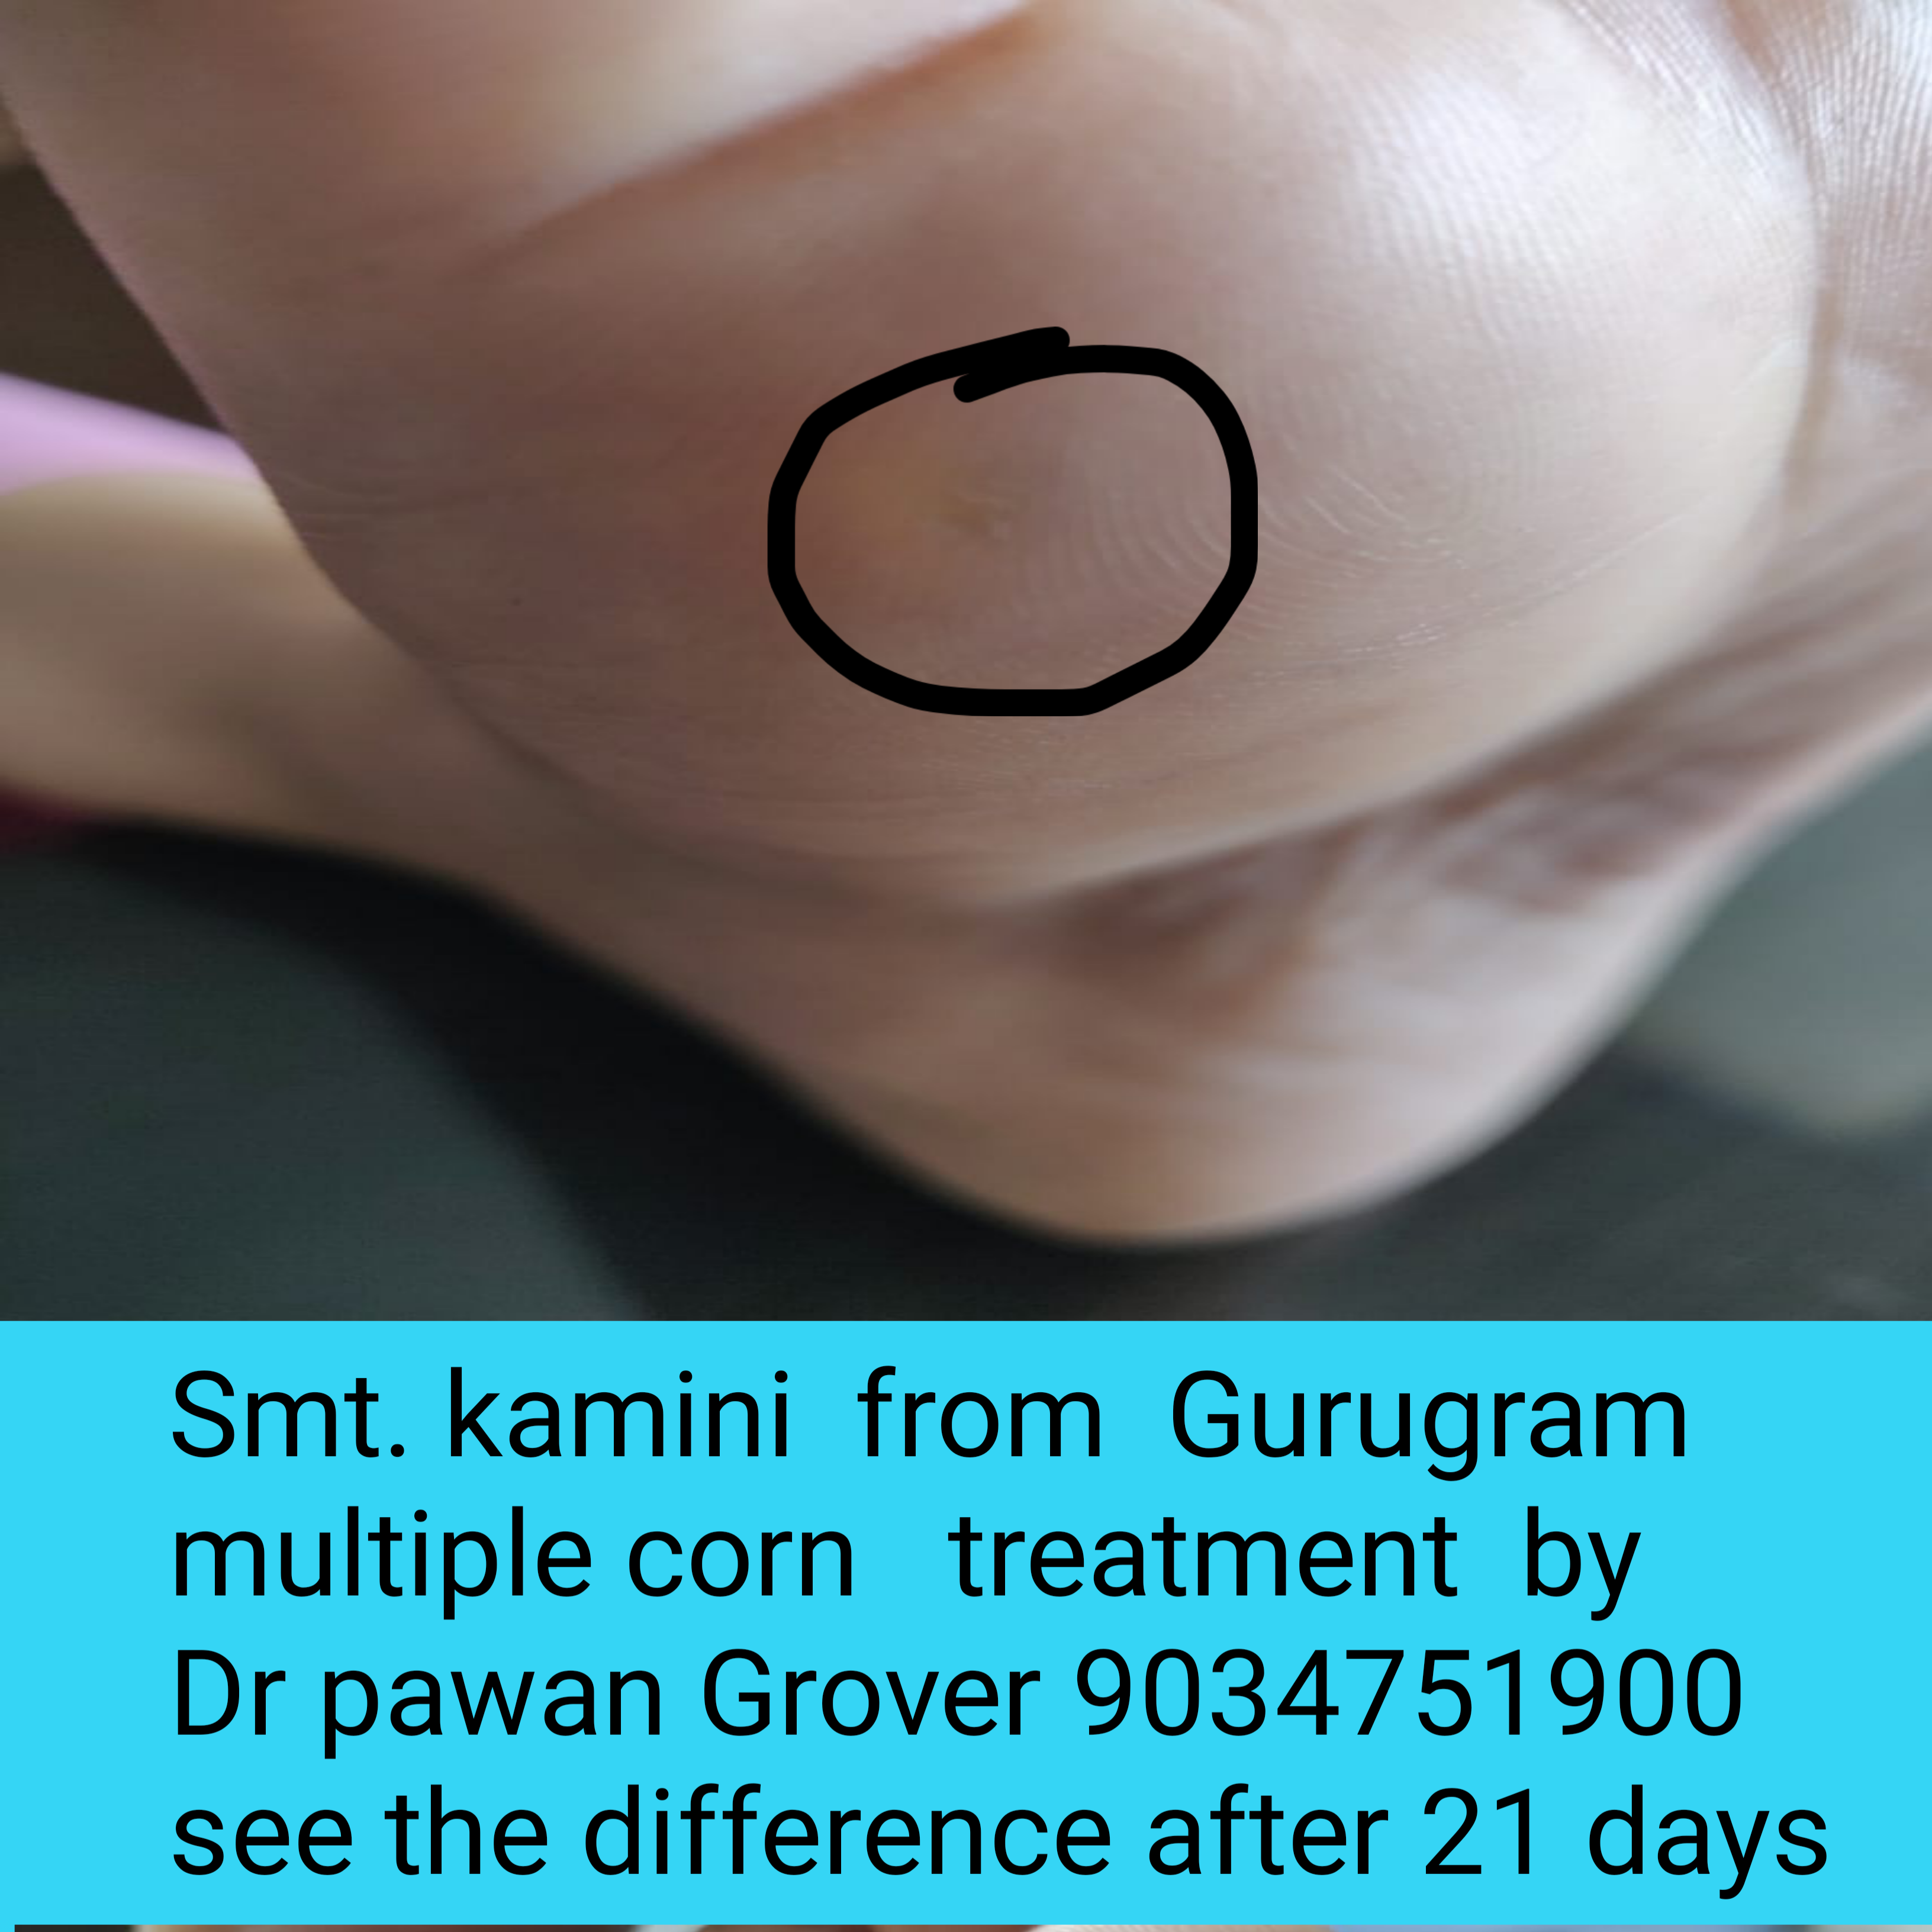 Smt. kamini from Gurugram
multiple corn treatment by
Dr pawan Grover 9034751900
see the difference after 21 days